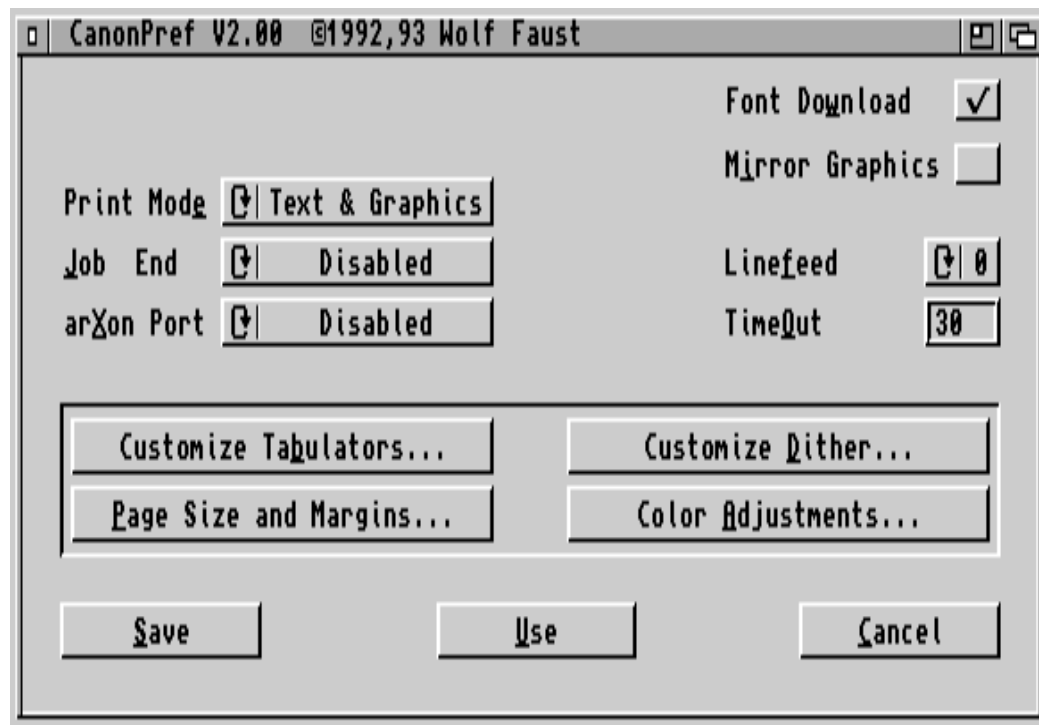 CanonPref V2.00 ©1992,93 Wolf Faust
Font Download
Mirror Graphics
Print Mode Text & Graphics
Job End Disabled
Linefeed 0
arXon Port Disabled
TimeOut 30
Customize Tabulators...
Customize Dither...
Page Size and Margins...
Color Adjustments...
Save
Use
Cancel